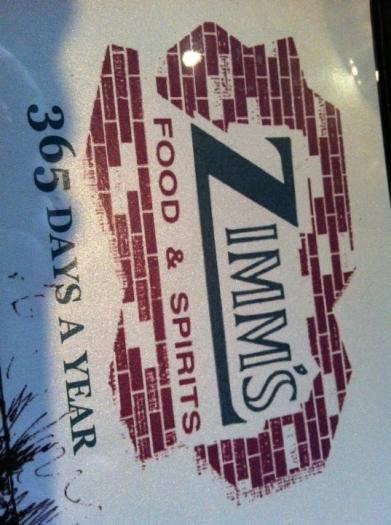 ZIMM'S
FOOD & SPIRITS
365 DAYS A YEAR